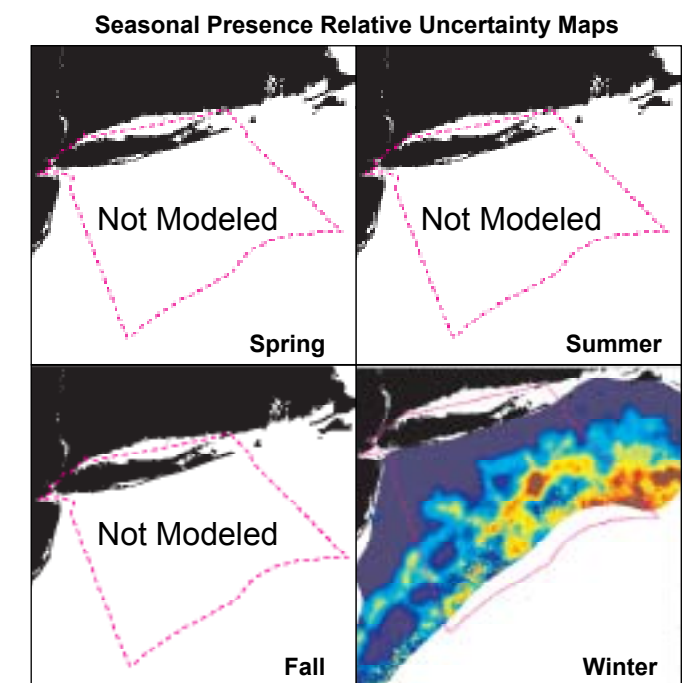 Seasonal Presence Relative Uncertainty Maps
Not Modeled
Not Modeled
Spring
Summer
Not Modeled
Fall
Winter